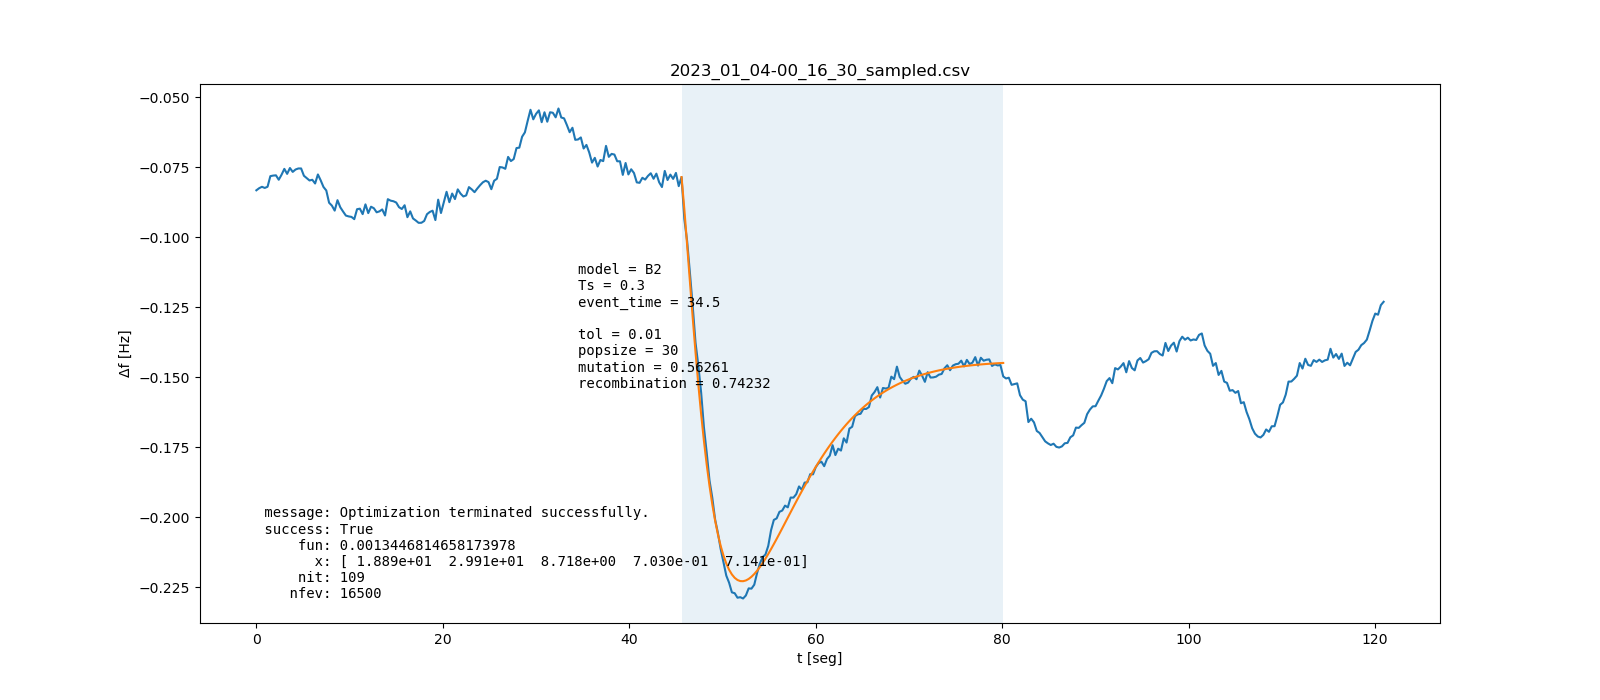 2023_01_04-00_16_30_sampled.csv
−0.050
−0.075
−0.100
−0.125
−0.150
−0.175
−0.200
−0.225
Δf [Hz]
model = B2
Ts = 0.3
event_time = 34.5
tol = 0.01
popsize = 30
mutation = 0.56261
recombination = 0.74232
message: Optimization terminated successfully.
success: True
fun: 0.0013446814658173978
x: [ 1.889e+01  2.991e+01  8.718e+00  7.030e-01  7.141e-01]
nit: 109
nfev: 16500
0 20 40 60 80 100 120
t [seg]